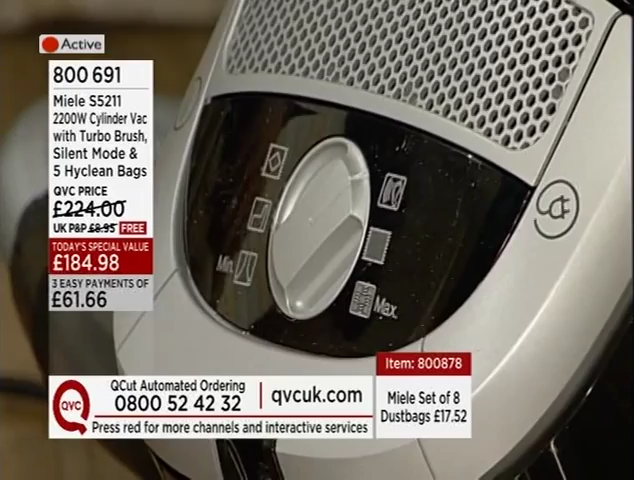 Active
800 691
Miele S5211
2200W Cylinder Vac
with Turbo Brush,
Silent Mode &
5 Hyclean Bags
QVC PRICE
£224.00
UK P&P £8.95 FREE
TODAY'S SPECIAL VALUE
£184.98
3 EASY PAYMENTS OF
£61.66
Min.
Max.
Item: 800878
Miele Set of 8
Dustbags £17.52
QVC
QCut Automated Ordering
0800 52 42 32
qvcuk.com
Press red for more channels and interactive services